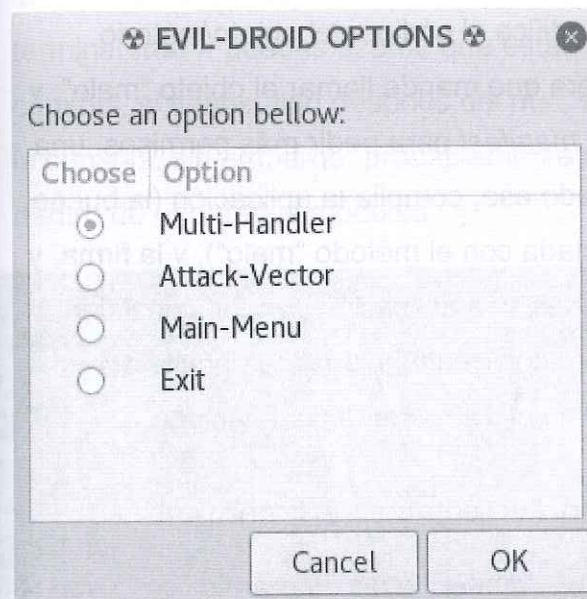 ☢ EVIL-DROID OPTIONS ☢
Choose an option bellow:
Choose Option
Multi-Handler
Attack-Vector
Main-Menu
Exit
Cancel OK